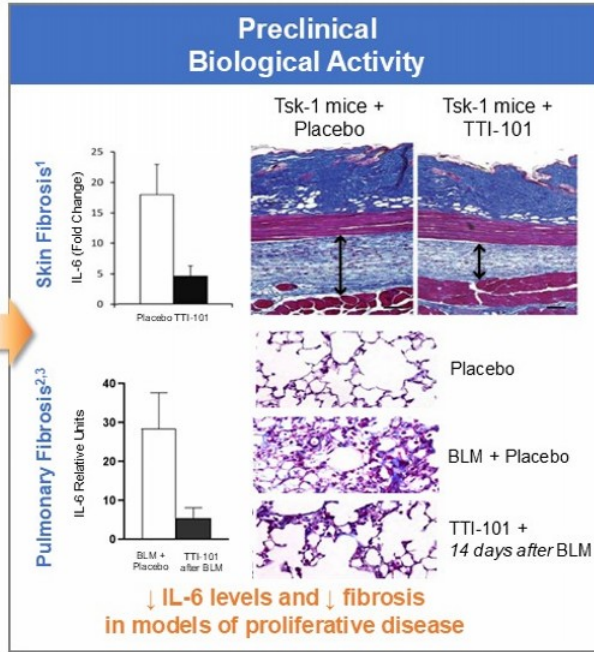 Preclinical
Biological Activity
Skin Fibrosis1
IL-6 (Fold Change)
25
20
15
10
5
0
Placebo TTI-101
Tsk-1 mice +
Placebo
Tsk-1 mice +
TTI-101
Pulmonary Fibrosis2,3
IL-6 Relative Units
40
30
20
10
0
BLM +
Placebo
TTI-101
after BLM
Placebo
BLM + Placebo
TTI-101 +
14 days after BLM
↓ IL-6 levels and ↓ fibrosis
in models of proliferative disease